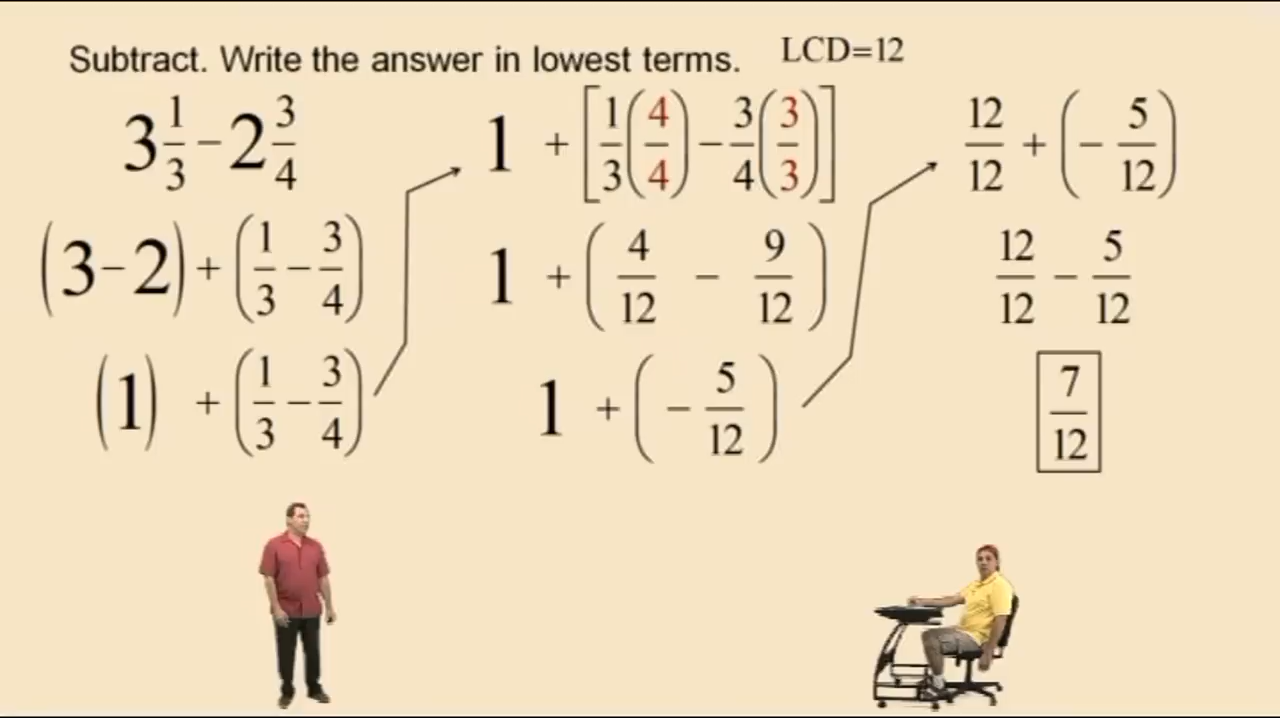 Subtract. Write the answer in lowest terms. LCD=12
3 1/3 − 2 3/4
(3−2) + (1/3 − 3/4)
(1) + (1/3 − 3/4)
1 + [1/3(4/4) − 3/4(3/3)]
1 + (4/12 − 9/12)
1 + (− 5/12)
12/12 + (− 5/12)
12/12 − 5/12
7/12